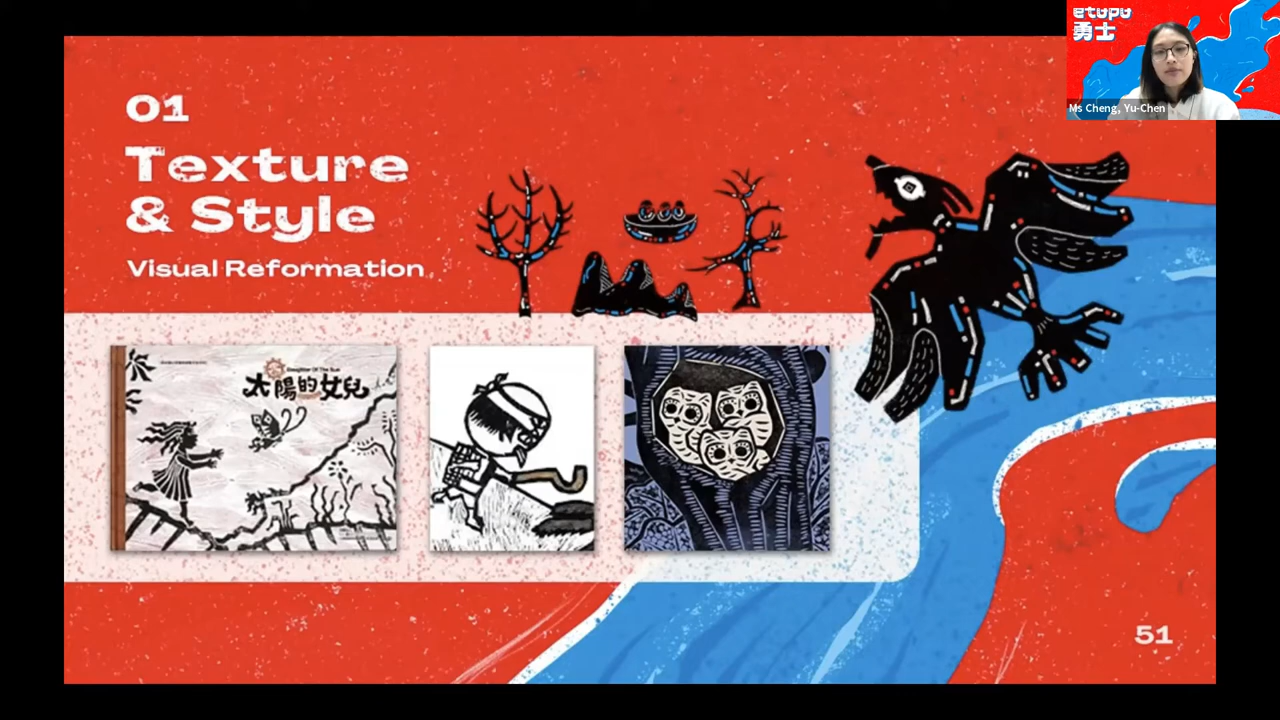 01
Texture
& Style
Visual Reformation
Daughter Of The Sun
太陽的女兒
51
etupu
勇士
Ms Cheng, Yu-Chen